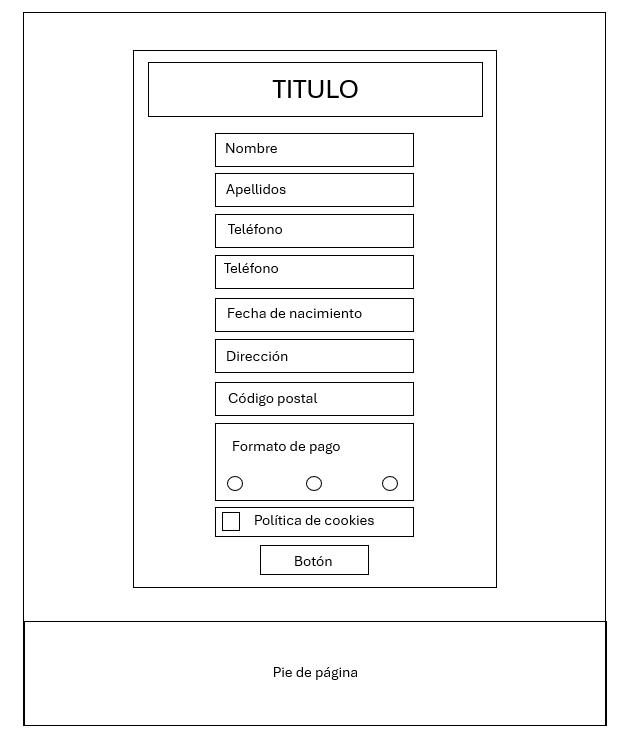 TITULO
Nombre
Apellidos
Teléfono
Teléfono
Fecha de nacimiento
Dirección
Código postal
Formato de pago
Política de cookies
Botón
Pie de página